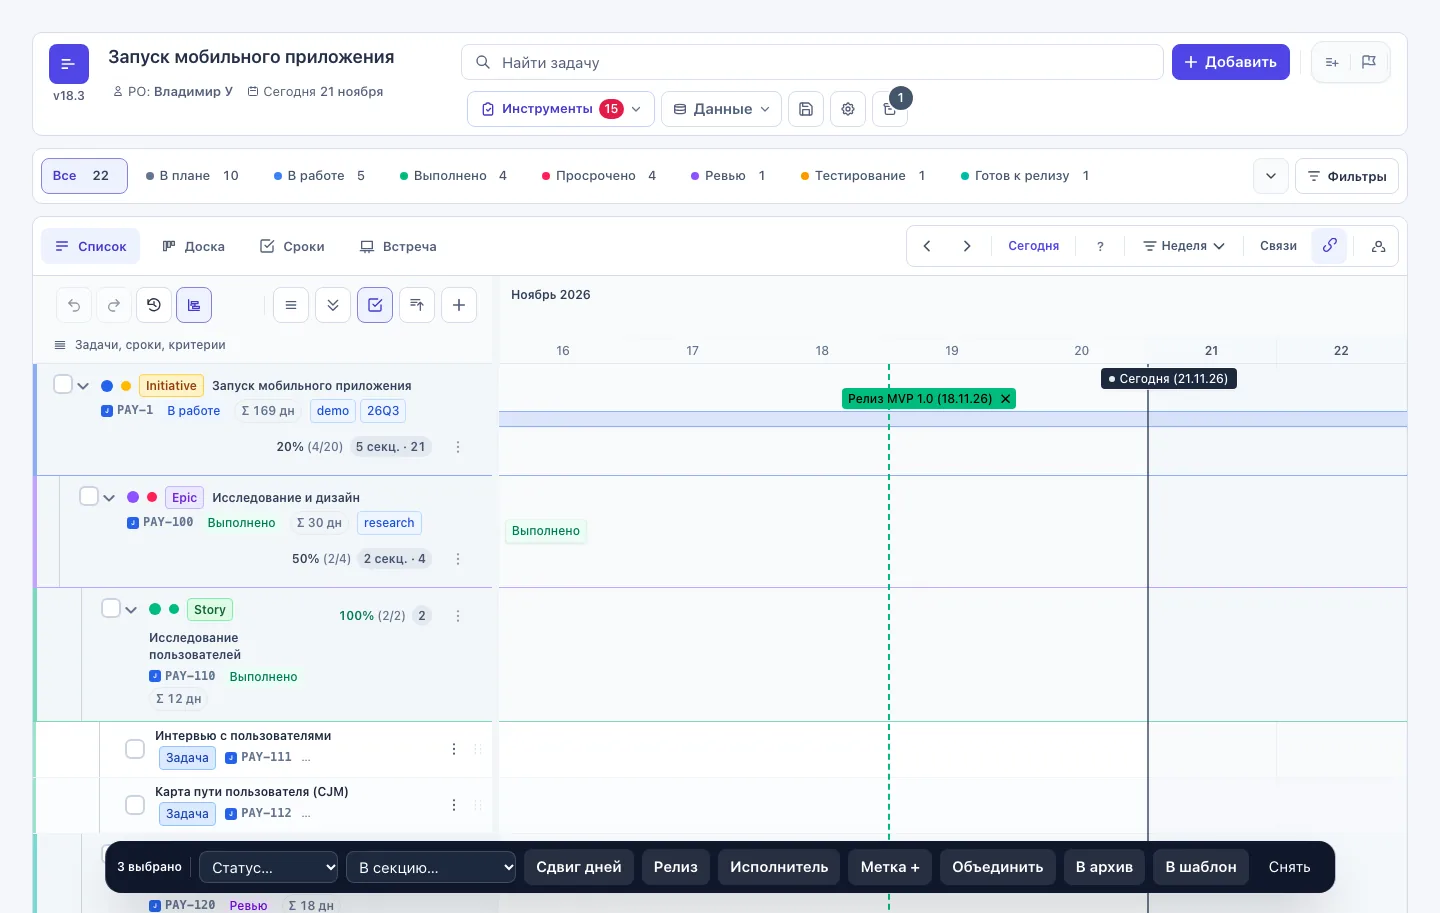 Запуск мобильного приложения
v18.3
PO: Владимир У
Сегодня 21 ноября
Найти задачу
Добавить
Инструменты 15
Данные
1
Все 22
В плане 10
В работе 5
Выполнено 4
Просрочено 4
Ревью 1
Тестирование 1
Готов к релизу 1
Фильтры
Список
Доска
Сроки
Встреча
Сегодня
?
Неделя
Связи
Задачи, сроки, критерии
Ноябрь 2026
16 17 18 19 20 21 22
Сегодня (21.11.26)
Релиз MVP 1.0 (18.11.26) ✕
Initiative Запуск мобильного приложения
PAY-1 В работе Σ 169 дн demo 26Q3
20% (4/20) 5 секц. · 21
Epic Исследование и дизайн
PAY-100 Выполнено Σ 30 дн research
50% (2/4) 2 секц. · 4
Выполнено
Story 100% (2/2) 2
Исследование
пользователей
PAY-110 Выполнено
Σ 12 дн
Интервью с пользователями
Задача PAY-111 ...
Карта пути пользователя (CJM)
Задача PAY-112 ...
3 выбрано
Статус...
В секцию...
Сдвиг дней
Релиз
Исполнитель
Метка +
Объединить
В архив
В шаблон
Снять
PAY-120 Ревью Σ 18 дн